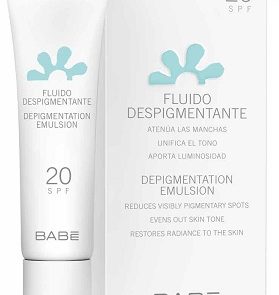 FLUIDO
DESPIGMENTANTE
DEPIGMENTATION
EMULSION
20
SPF
BABÉ
20
SPF
FLUIDO
DESPIGMENTANTE
ATENÚA LAS MANCHAS
UNIFICA EL TONO
APORTA LUMINOSIDAD
DEPIGMENTATION
EMULSION
REDUCES VISIBLY PIGMENTARY SPOTS
EVENS OUT SKIN TONE
RESTORES RADIANCE TO THE SKIN
BABÉ